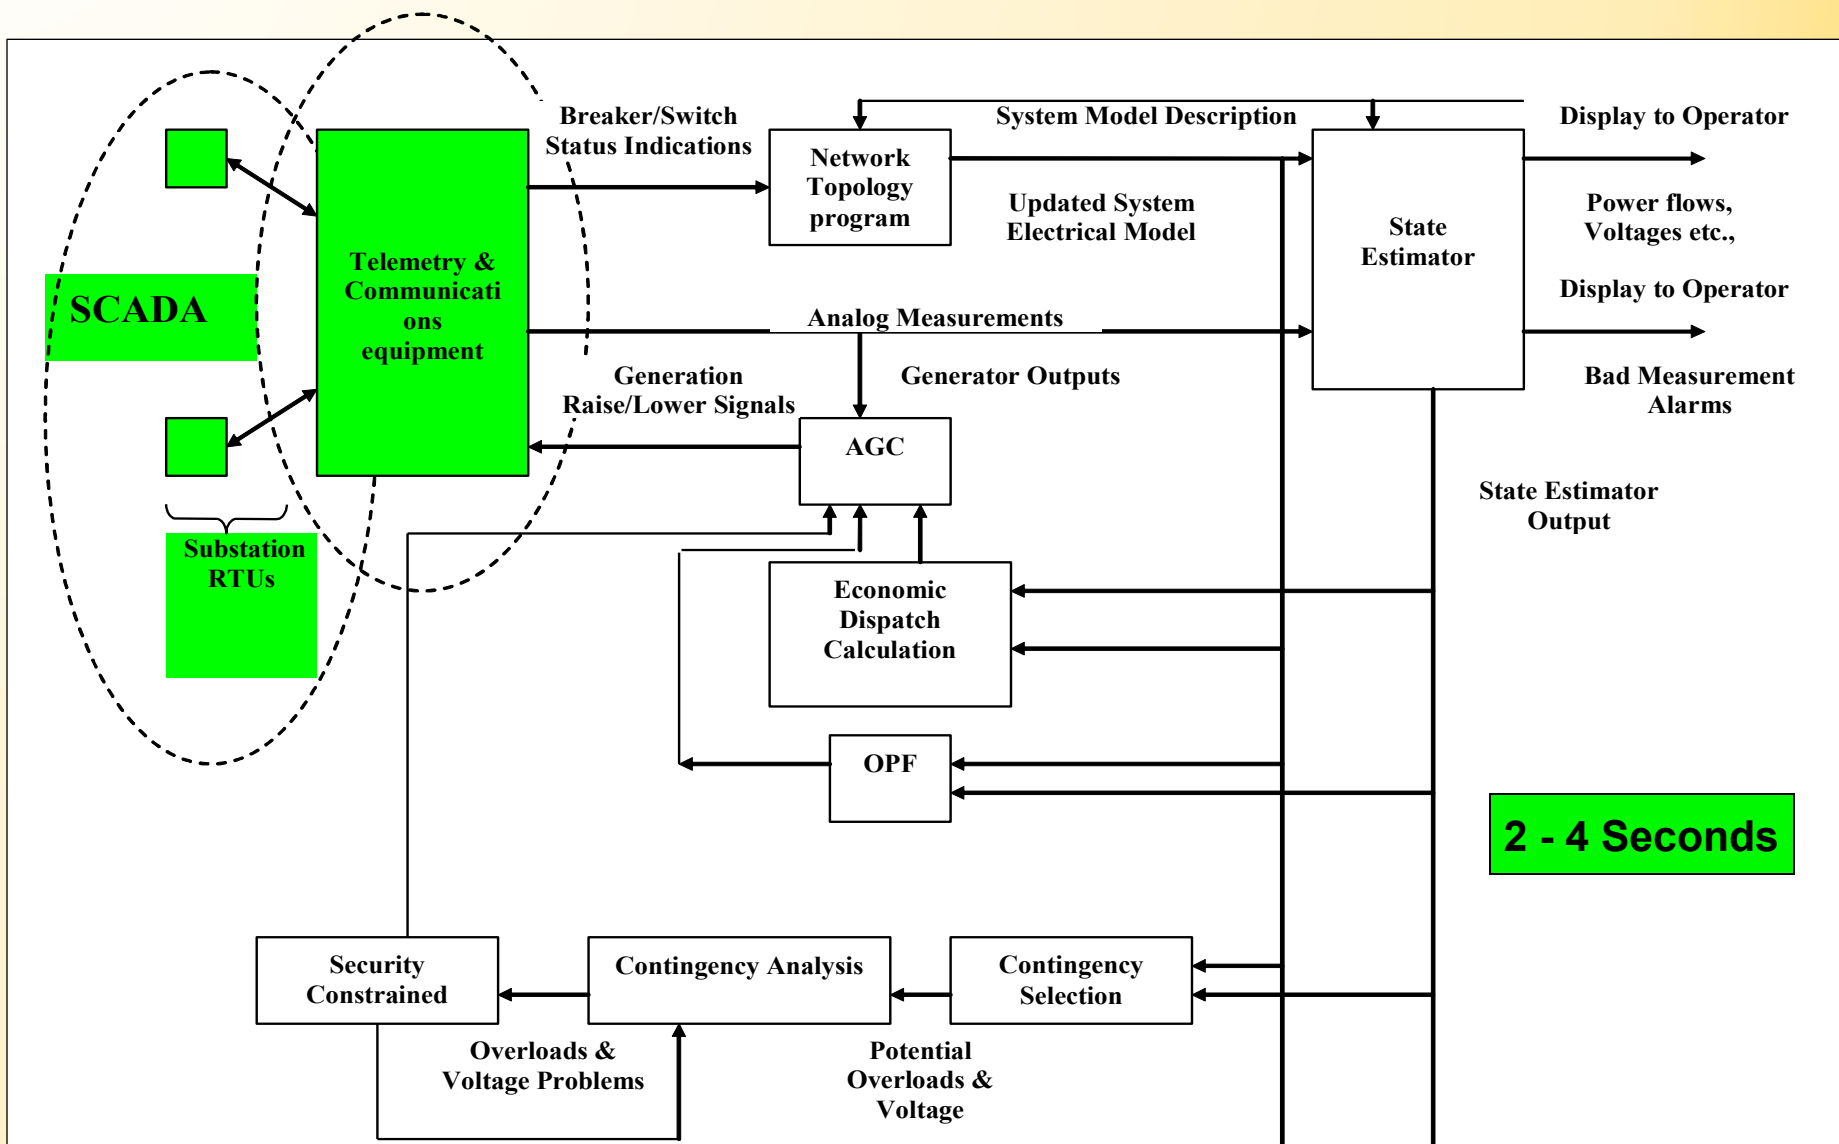 Breaker/Switch
Status Indications
System Model Description
Display to Operator
Network
Topology
program
Updated System
Electrical Model
State
Estimator
Power flows,
Voltages etc.,
Telemetry &
Communicati
ons
equipment
SCADA
Analog Measurements
Display to Operator
Generation
Raise/Lower Signals
Generator Outputs
Bad Measurement
Alarms
AGC
State Estimator
Output
Substation
RTUs
Economic
Dispatch
Calculation
OPF
2 - 4 Seconds
Security
Constrained
Contingency Analysis
Contingency
Selection
Overloads &
Voltage Problems
Potential
Overloads &
Voltage